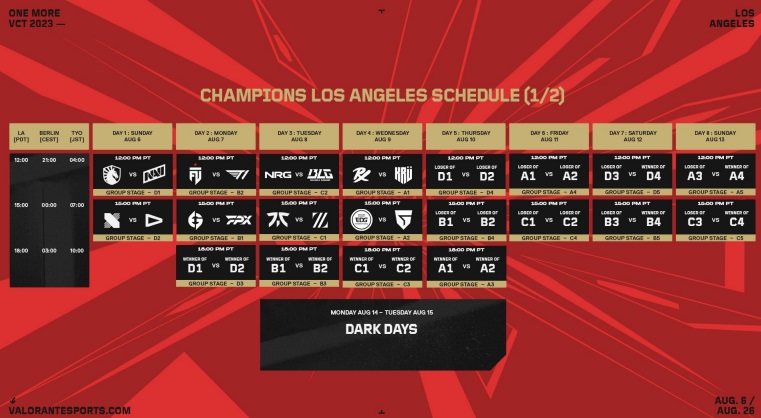 ONE MORE
VCT 2023 —
LOS
ANGELES
CHAMPIONS LOS ANGELES SCHEDULE (1/2)
LA BERLIN TYO
[PDT] [CEST] [JST]
12:00 21:00 04:00
15:00 00:00 07:00
18:00 03:00 10:00
DAY 1 : SUNDAY
AUG 6
12:00 PM PT
VS
GROUP STAGE – D1
15:00 PM PT
VS
GROUP STAGE – D2
DAY 2 : MONDAY
AUG 7
12:00 PM PT
VS
GROUP STAGE – B2
15:00 PM PT
VS FPX
GROUP STAGE – B1
18:00 PM PT
WINNER OF WINNER OF
D1 VS D2
GROUP STAGE – D3
DAY 3 : TUESDAY
AUG 8
12:00 PM PT
NRG VS BLG
GROUP STAGE – C2
15:00 PM PT
VS
GROUP STAGE – C1
18:00 PM PT
WINNER OF WINNER OF
B1 VS B2
GROUP STAGE – B3
DAY 4 : WEDNESDAY
AUG 9
12:00 PM PT
VS KRÜ
GROUP STAGE – A1
15:00 PM PT
EDG VS
GROUP STAGE – A2
18:00 PM PT
WINNER OF WINNER OF
C1 VS C2
GROUP STAGE – C3
DAY 5 : THURSDAY
AUG 10
12:00 PM PT
LOSER OF LOSER OF
D1 VS D2
GROUP STAGE – D4
15:00 PM PT
LOSER OF LOSER OF
B1 VS B2
GROUP STAGE – B4
18:00 PM PT
WINNER OF WINNER OF
A1 VS A2
GROUP STAGE – A3
DAY 6 : FRIDAY
AUG 11
12:00 PM PT
LOSER OF LOSER OF
A1 VS A2
GROUP STAGE – A4
15:00 PM PT
LOSER OF LOSER OF
C1 VS C2
GROUP STAGE – C4
DAY 7 : SATURDAY
AUG 12
12:00 PM PT
LOSER OF WINNER OF
D3 VS D4
GROUP STAGE – D5
15:00 PM PT
LOSER OF WINNER OF
B3 VS B4
GROUP STAGE – B5
DAY 8 : SUNDAY
AUG 13
12:00 PM PT
LOSER OF WINNER OF
A3 VS A4
GROUP STAGE – A5
15:00 PM PT
LOSER OF WINNER OF
C3 VS C4
GROUP STAGE – C5
MONDAY AUG 14 – TUESDAY AUG 15
DARK DAYS
VALORANTESPORTS.COM
AUG. 6 /
AUG. 26